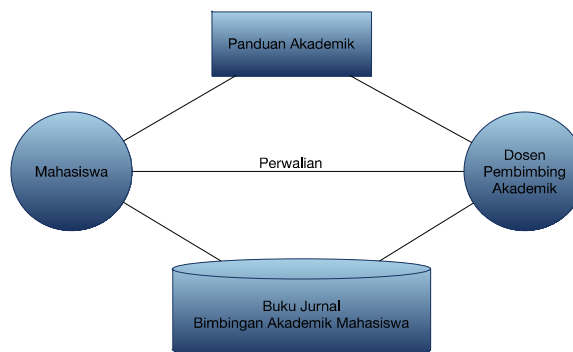 Panduan Akademik
Mahasiswa
Perwalian
Dosen
Pembimbing
Akademik
Buku Jurnal
Bimbingan Akademik Mahasiswa